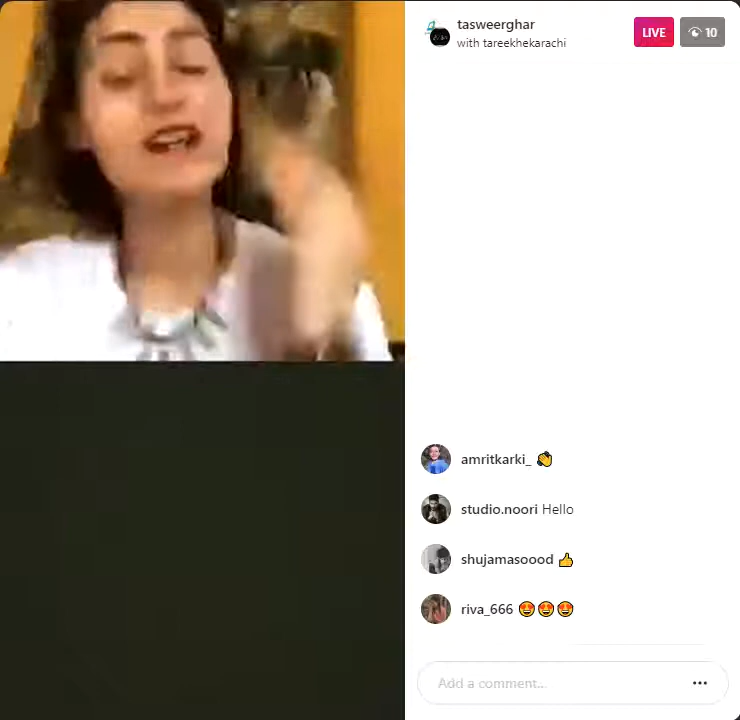 tasweerghar
with tareekhekarachi
LIVE
10
amritkarki_ 👏
studio.noori Hello
shujamasoood 👍
riva_666 🤩🤩🤩
Add a comment...